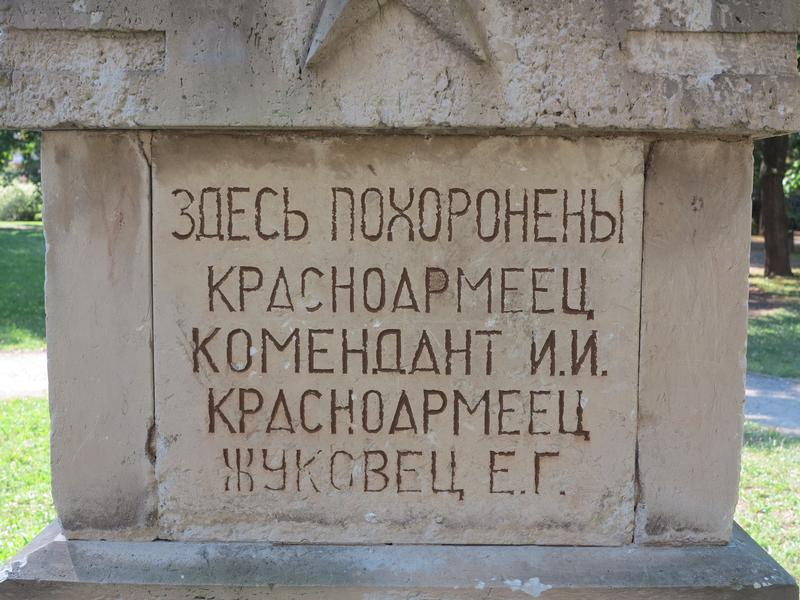 ЗДЕСЬ ПОХОРОНЕНЫ
КРАСНОАРМЕЕЦ
КОМЕНДАНТ И.И.
КРАСНОАРМЕЕЦ
ЖУКОВЕЦ Е.Г.